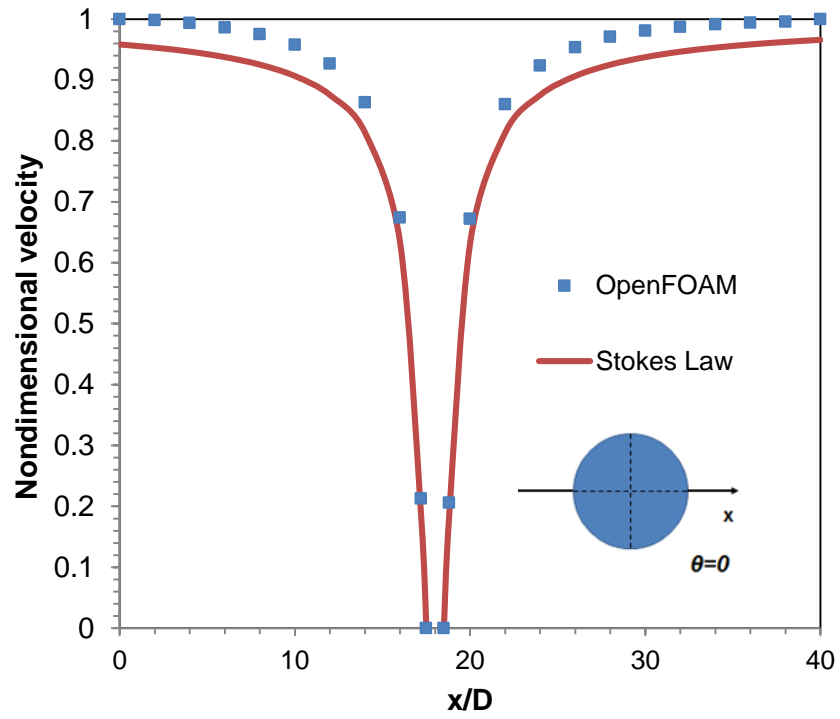 1
0.9
0.8
0.7
0.6
0.5
0.4
0.3
0.2
0.1
0
Nondimensional velocity
OpenFOAM
Stokes Law
x
θ=0
0 10 20 30 40
x/D